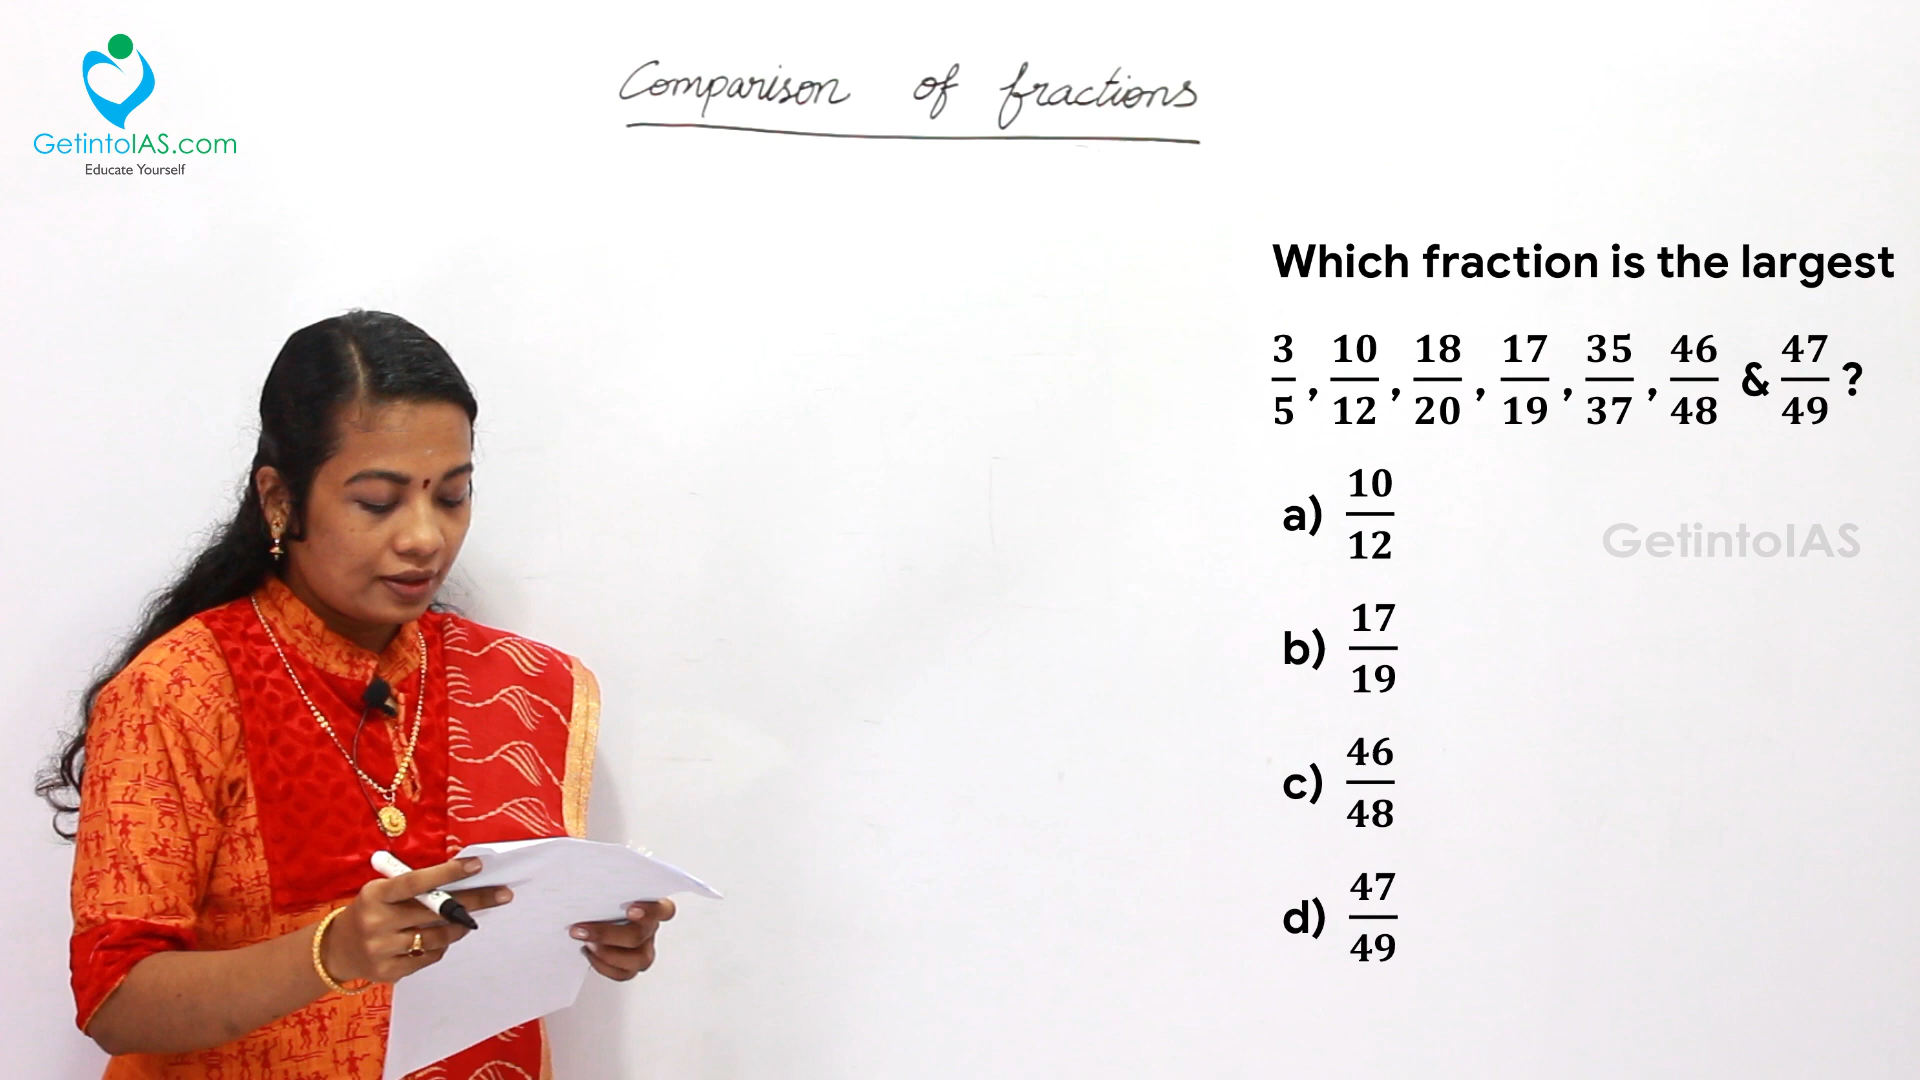 GetintoIAS.com
Educate Yourself
Comparison of fractions
Which fraction is the largest
3/5, 10/12, 18/20, 17/19, 35/37, 46/48 & 47/49 ?
a) 10/12
GetintoIAS
b) 17/19
c) 46/48
d) 47/49